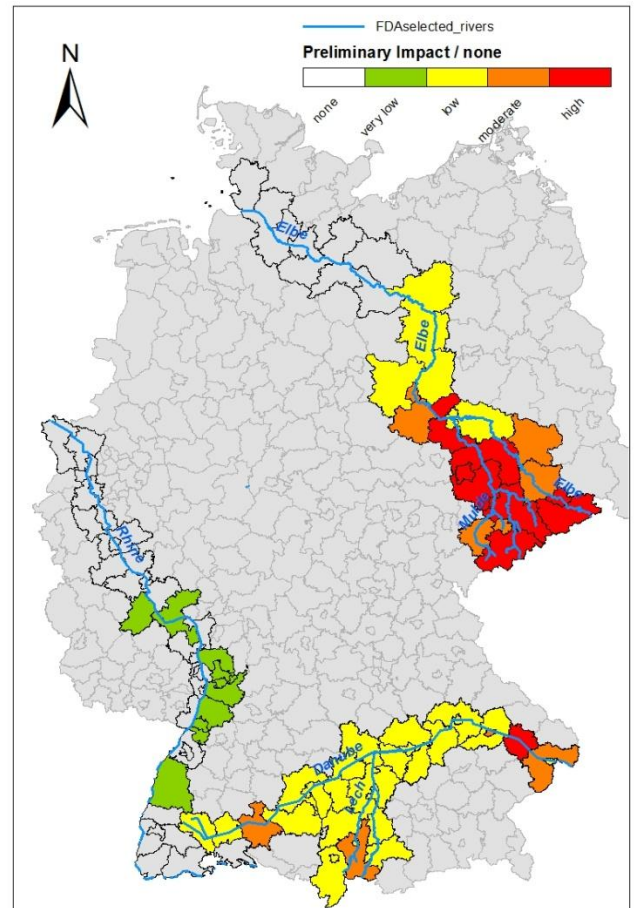 FDAselected_rivers
Preliminary Impact / none
none
very low
low
moderate
high
N
Elbe
Elbe
Elbe
Mulde
Rhine
Danube
Lech